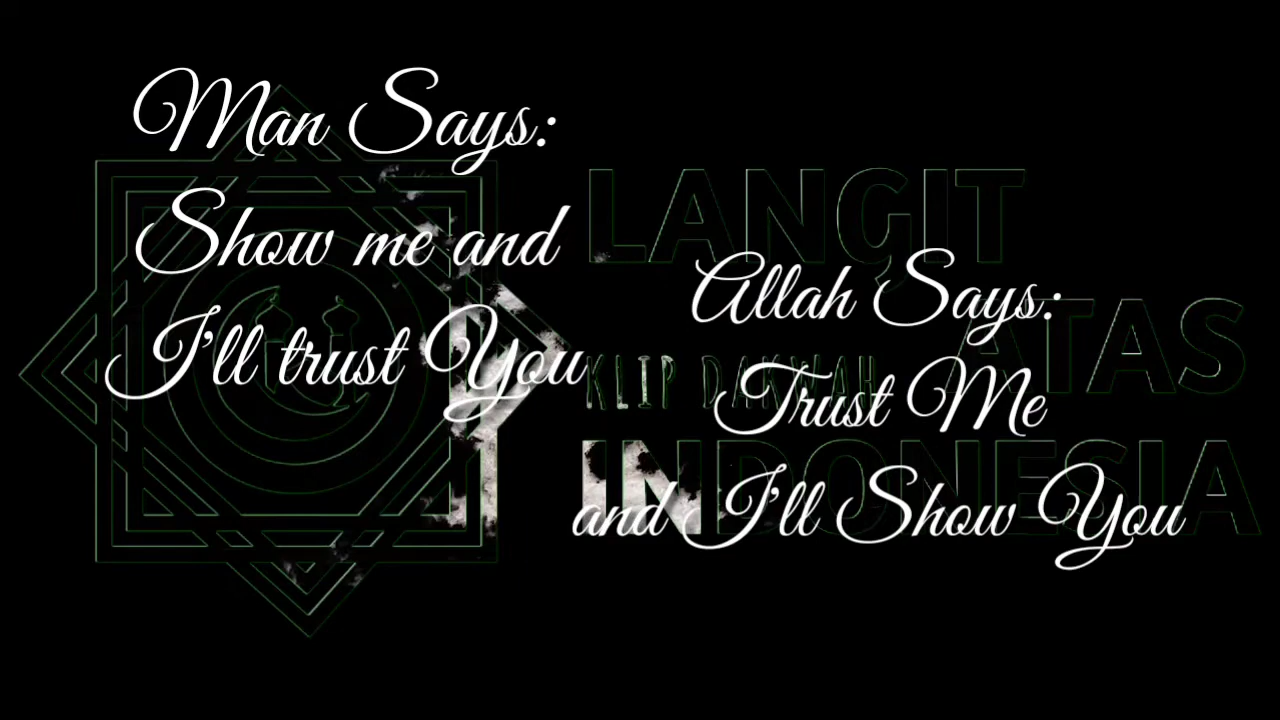 Man Says:
Show me and
I'll trust You
Allah Says:
Trust Me
and I'll Show You
LANGIT
ATAS
KLIP DAKWAH
INDONESIA